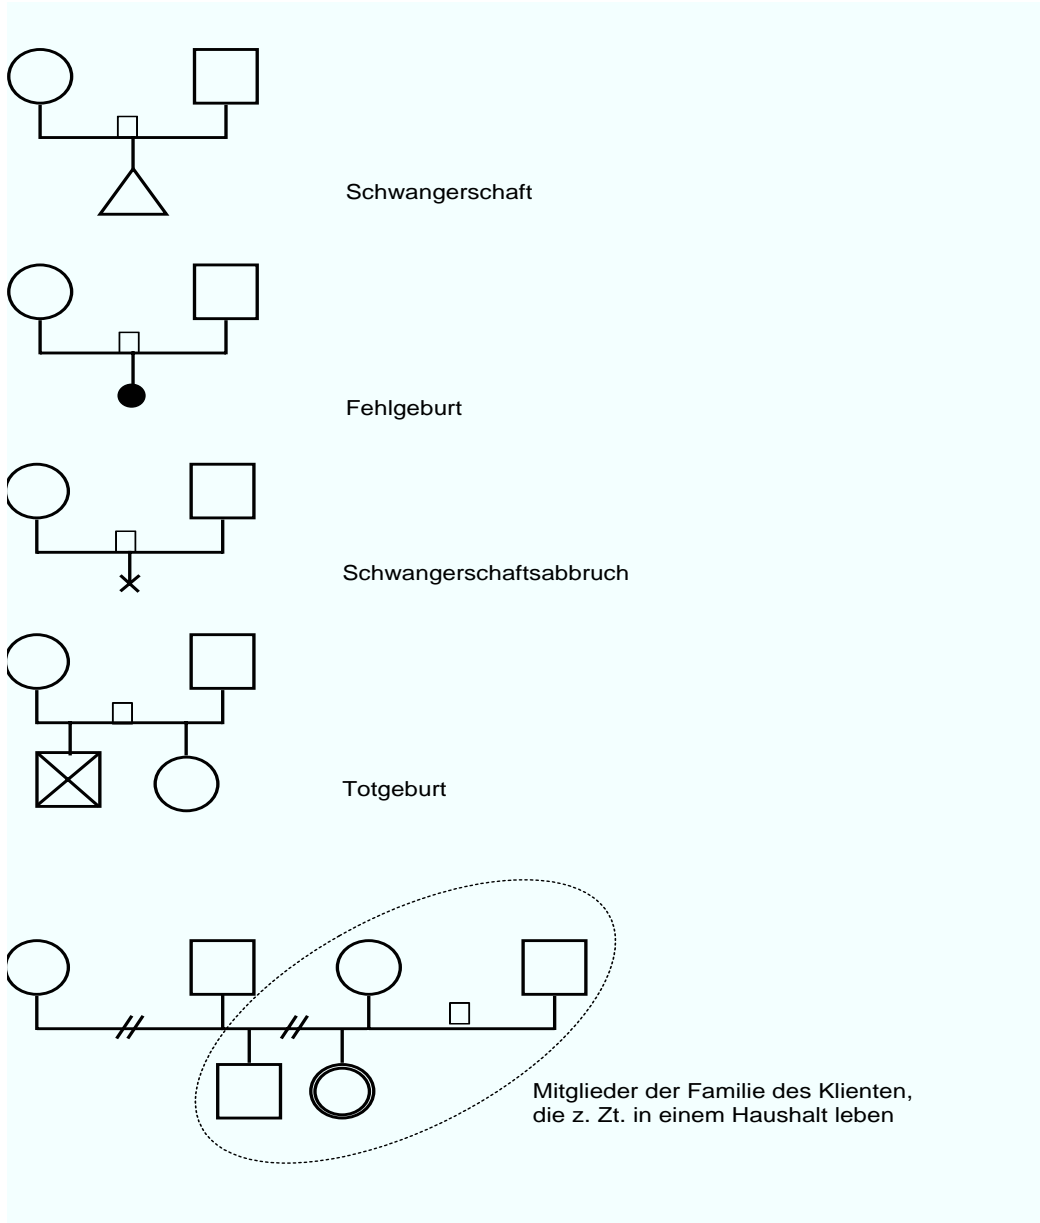 Schwangerschaft
Fehlgeburt
Schwangerschaftsabbruch
Totgeburt
Mitglieder der Familie des Klienten,
die z. Zt. in einem Haushalt leben